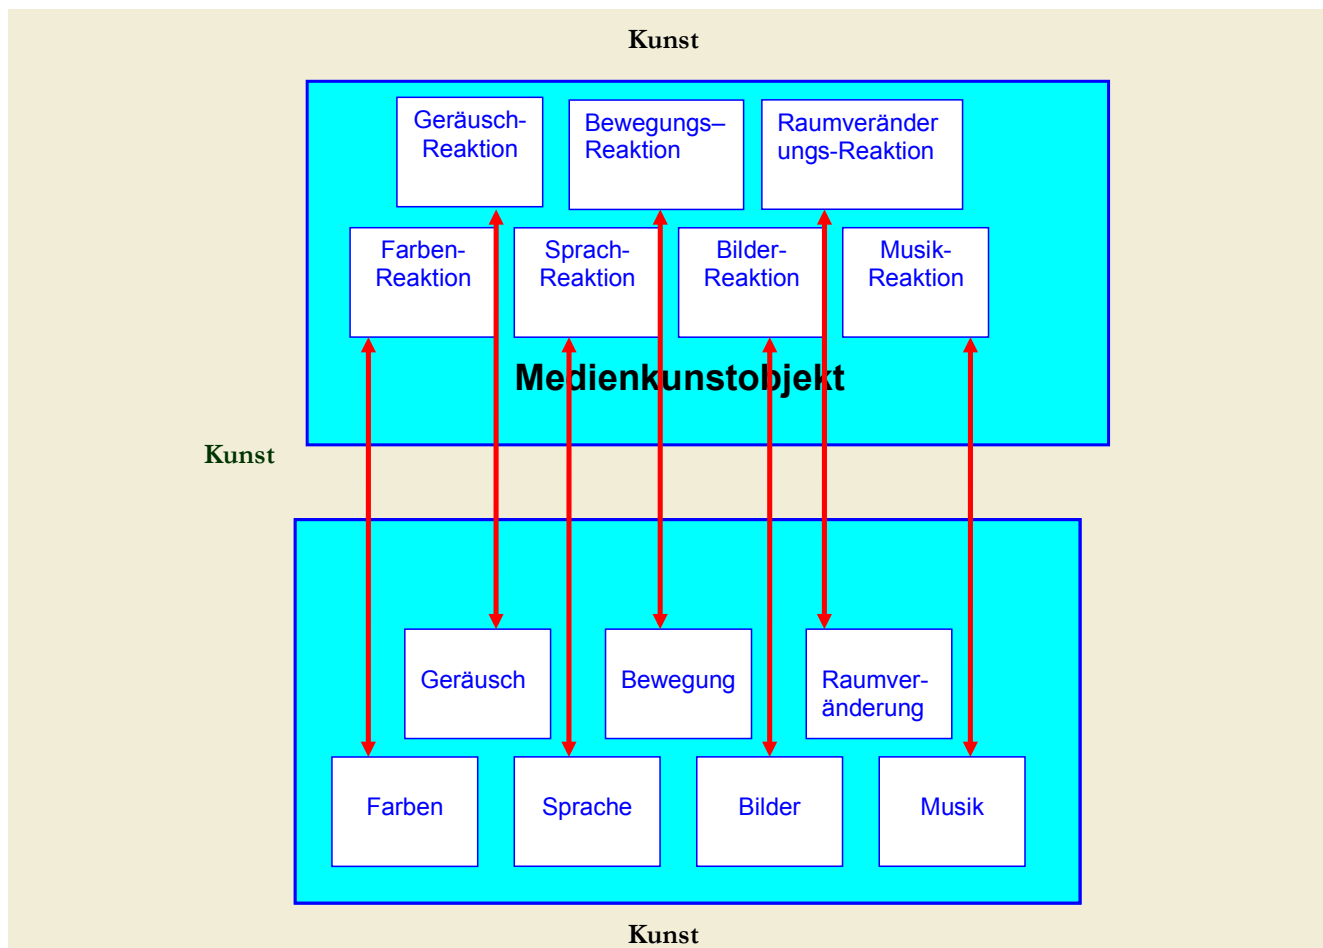 Kunst
Geräusch-
Reaktion
Bewegungs–
Reaktion
Raumveränder
ungs-Reaktion
Farben-
Reaktion
Sprach-
Reaktion
Bilder-
Reaktion
Musik-
Reaktion
Medienkunstobjekt
Kunst
Geräusch
Bewegung
Raumver-
änderung
Farben
Sprache
Bilder
Musik
Kunst